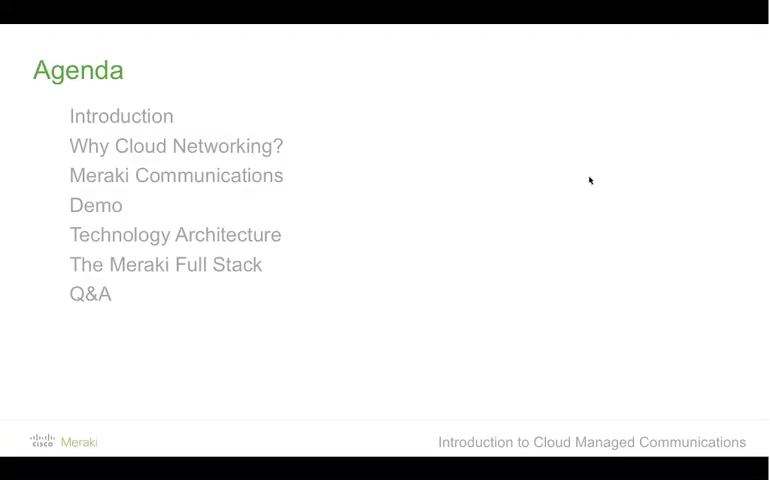 Agenda
Introduction
Why Cloud Networking?
Meraki Communications
Demo
Technology Architecture
The Meraki Full Stack
Q&A
cisco Meraki
Introduction to Cloud Managed Communications